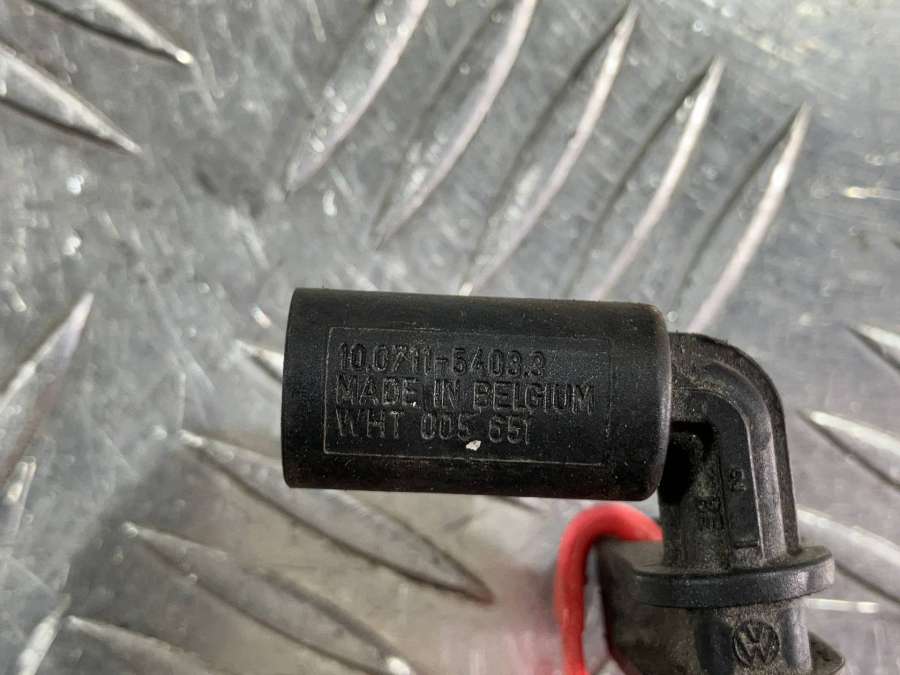 10.0711-5403.3
MADE IN BELGIUM
WHT 005 651